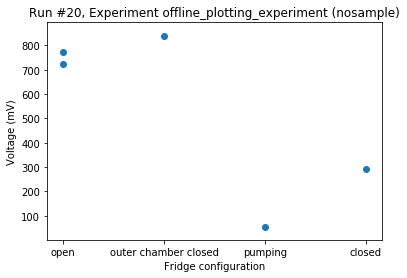 Run #20, Experiment offline_plotting_experiment (nosample)
Voltage (mV)
800
700
600
500
400
300
200
100
open outer chamber closed pumping closed
Fridge configuration